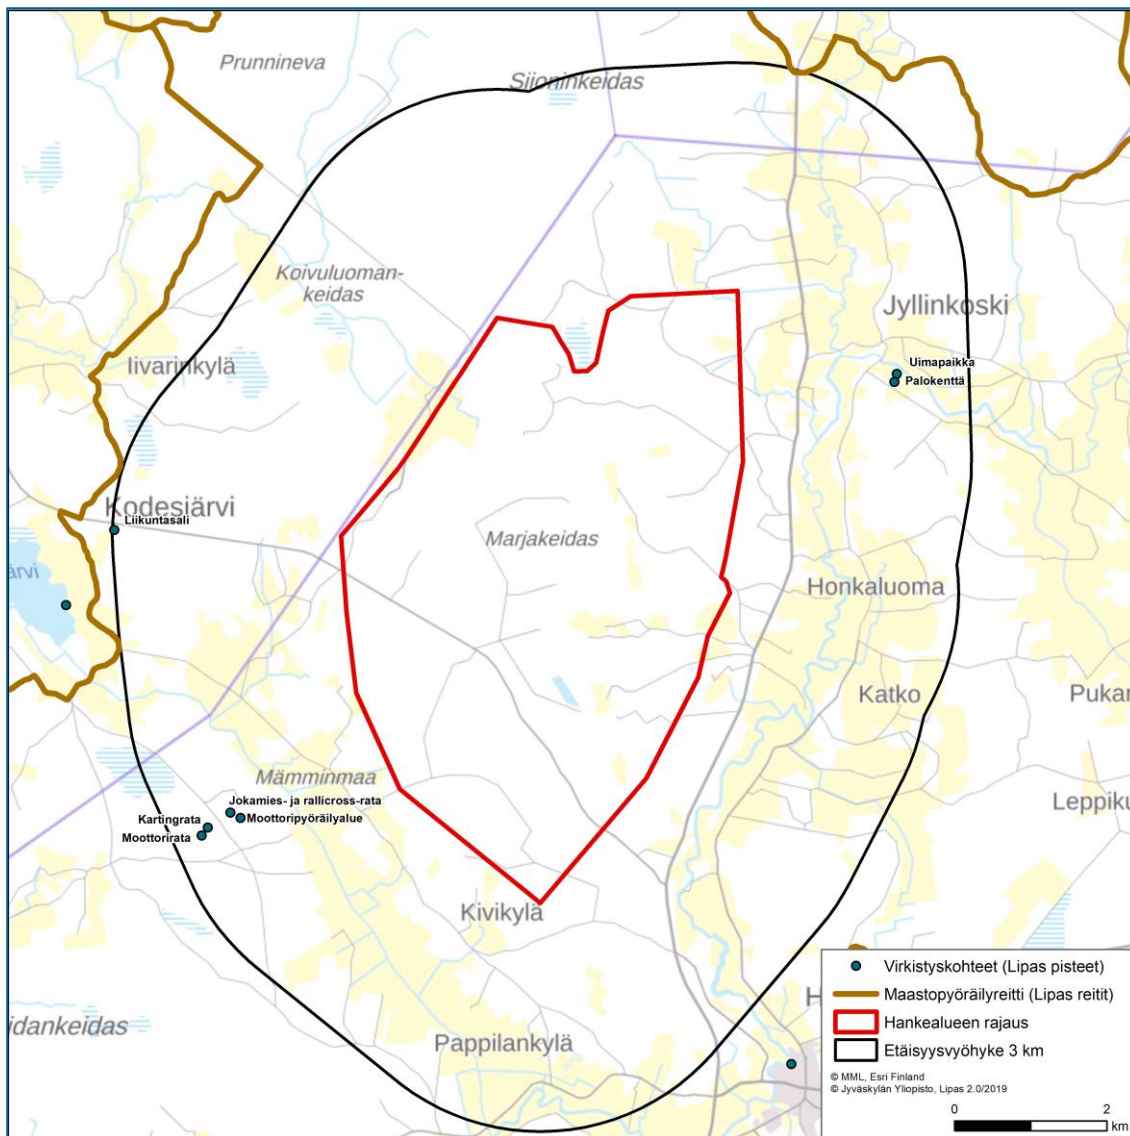 Prunnineva
Sijoninkeidas
Koivuluoman-
keidas
Jyllinkoski
Iivarinkylä
Uimapaikka
Palokenttä
Kodesjärvi
Liikuntasali
Marjakeidas
ärvi
Honkaluoma
Katko
Pukar
Mämminmaa
Jokamies- ja rallicross-rata
Moottoripyöräilyalue
Kartingrata
Moottorirata
Leppiku
Kivikylä
idankeidas
Pappilankylä
H
Virkistyskohteet (Lipas pisteet)
Maastopyöräilyreitti (Lipas reitit)
Hankealueen rajaus
Etäisyysvyöhyke 3 km
© MML, Esri Finland
© Jyväskylän Yliopisto, Lipas 2.0/2019
0 2
km